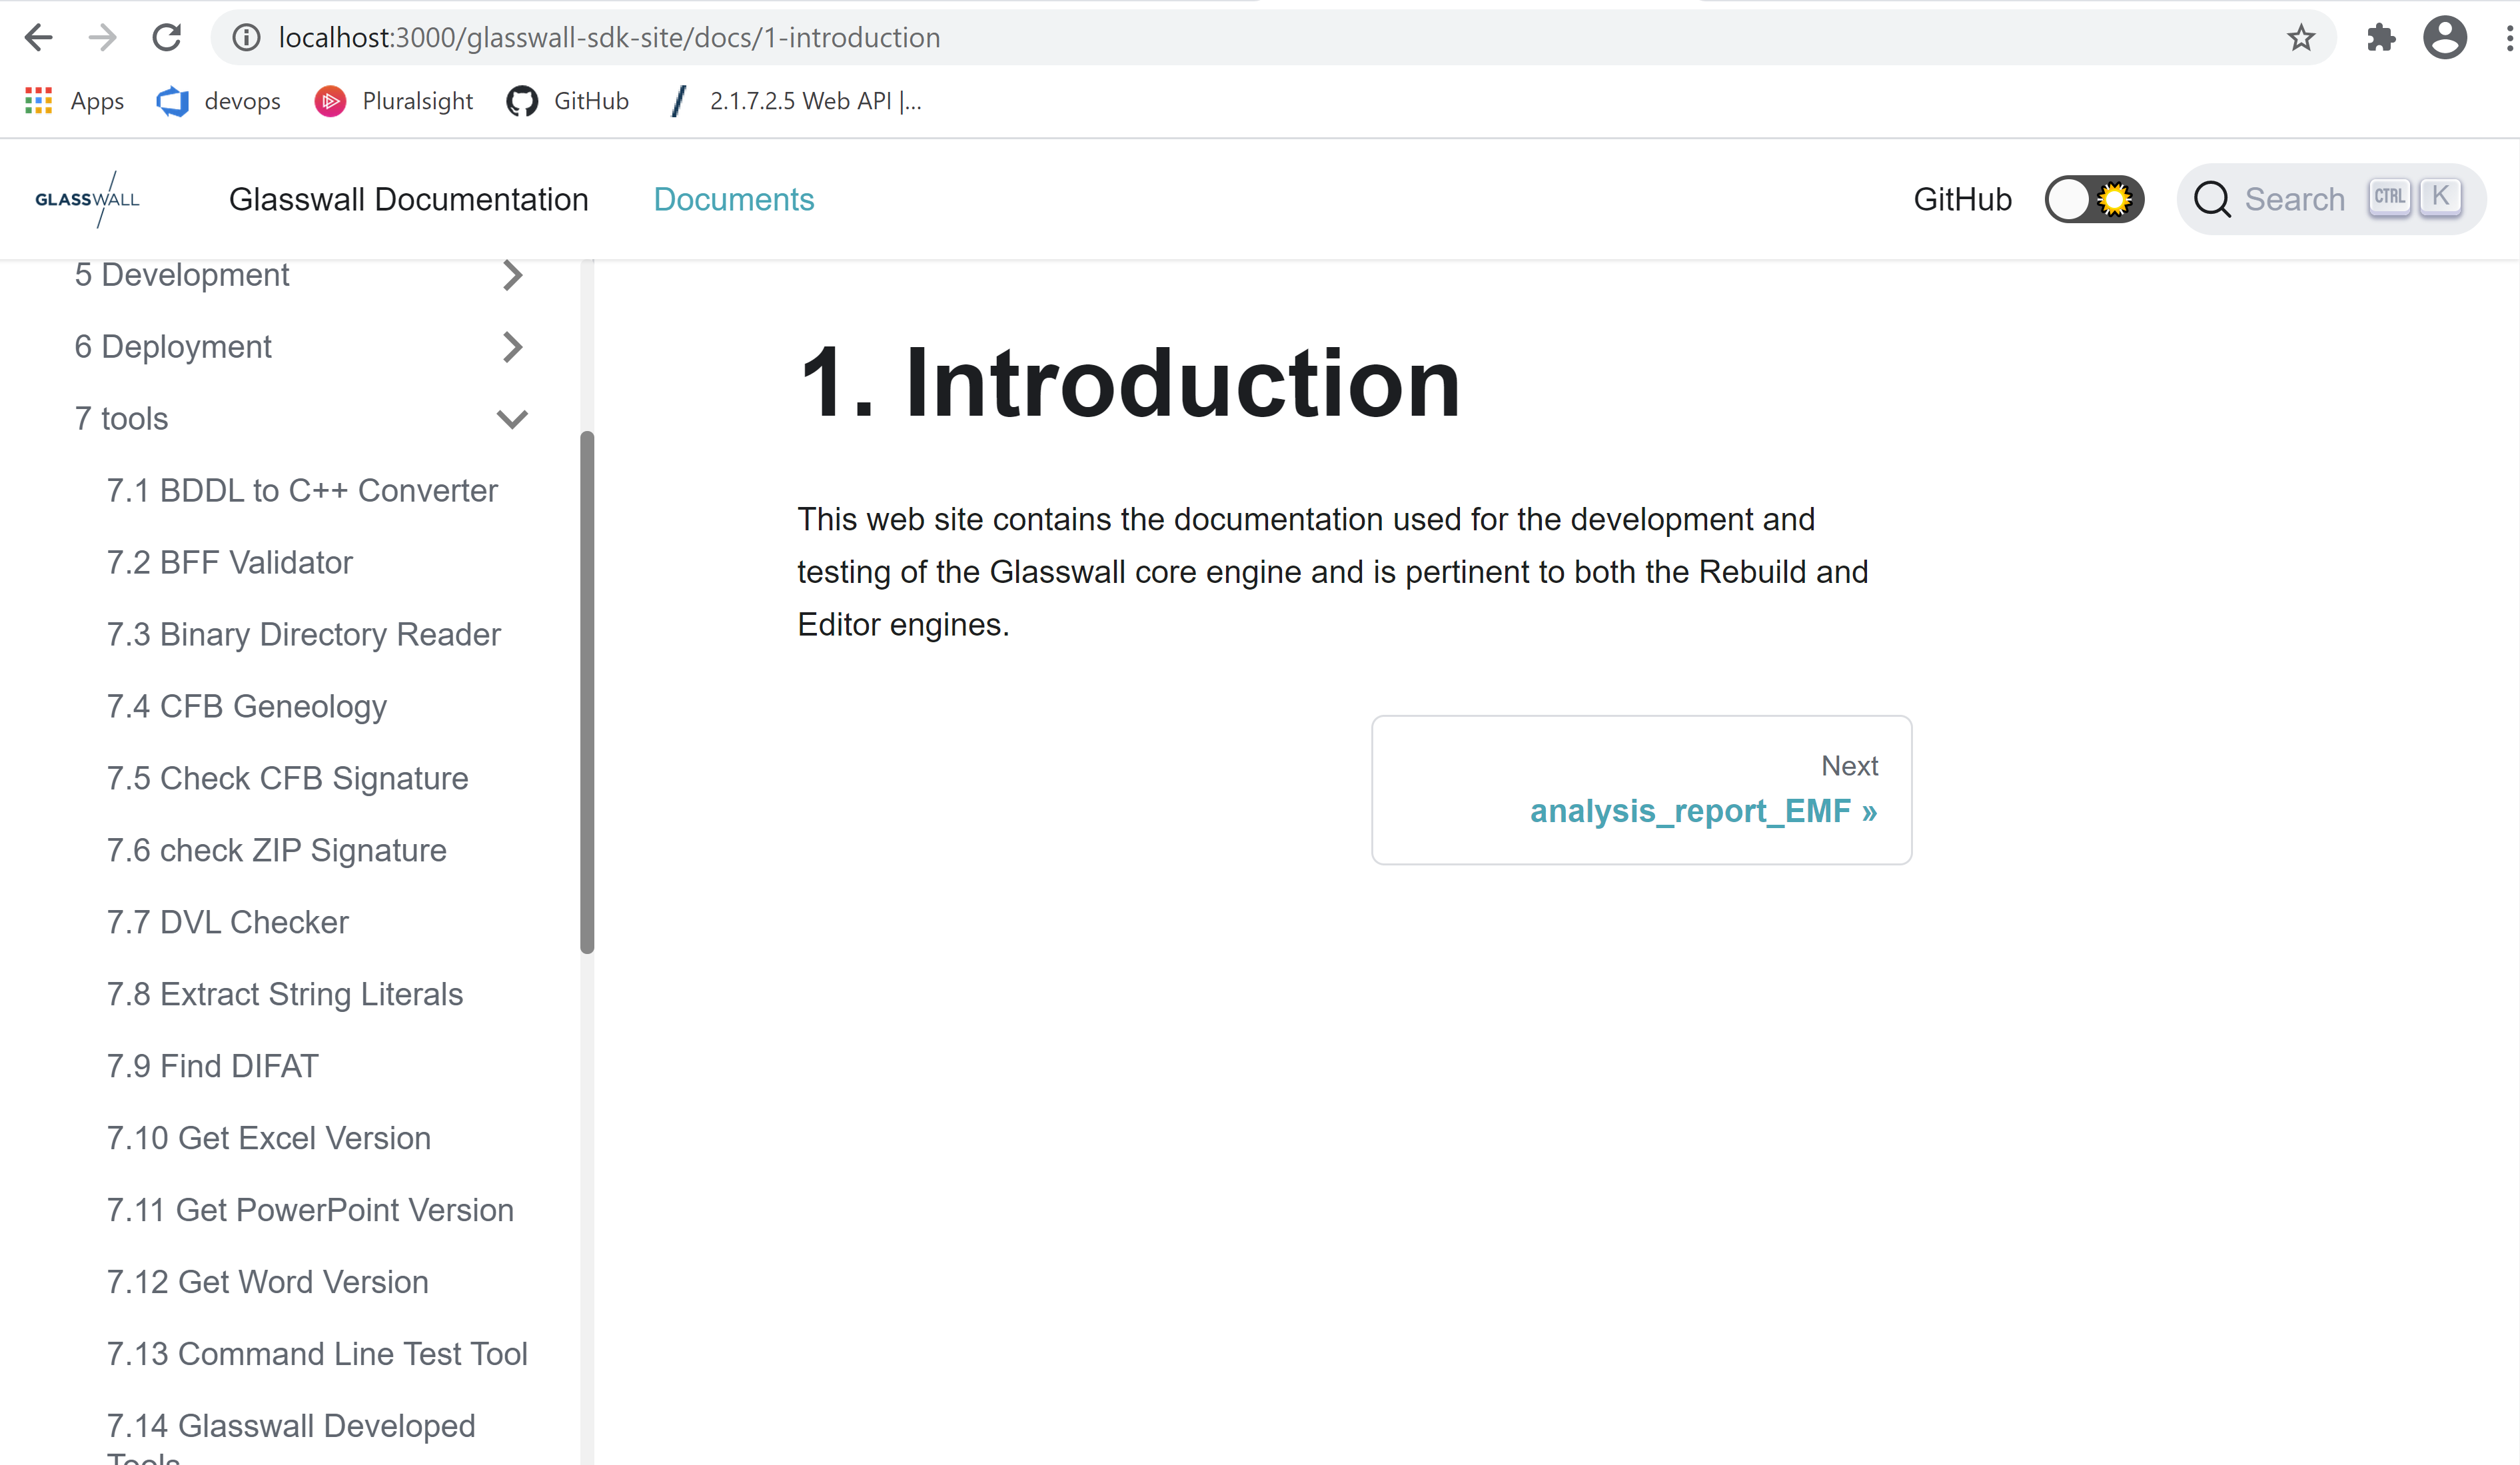 localhost:3000/glasswall-sdk-site/docs/1-introduction
Apps devops Pluralsight GitHub 2.1.7.2.5 Web API |...
GLASSWALL Glasswall Documentation Documents GitHub Search CTRL K
5 Development
6 Deployment
7 tools
7.1 BDDL to C++ Converter
7.2 BFF Validator
7.3 Binary Directory Reader
7.4 CFB Geneology
7.5 Check CFB Signature
7.6 check ZIP Signature
7.7 DVL Checker
7.8 Extract String Literals
7.9 Find DIFAT
7.10 Get Excel Version
7.11 Get PowerPoint Version
7.12 Get Word Version
7.13 Command Line Test Tool
7.14 Glasswall Developed
Tools
1. Introduction
This web site contains the documentation used for the development and
testing of the Glasswall core engine and is pertinent to both the Rebuild and
Editor engines.
Next
analysis_report_EMF »